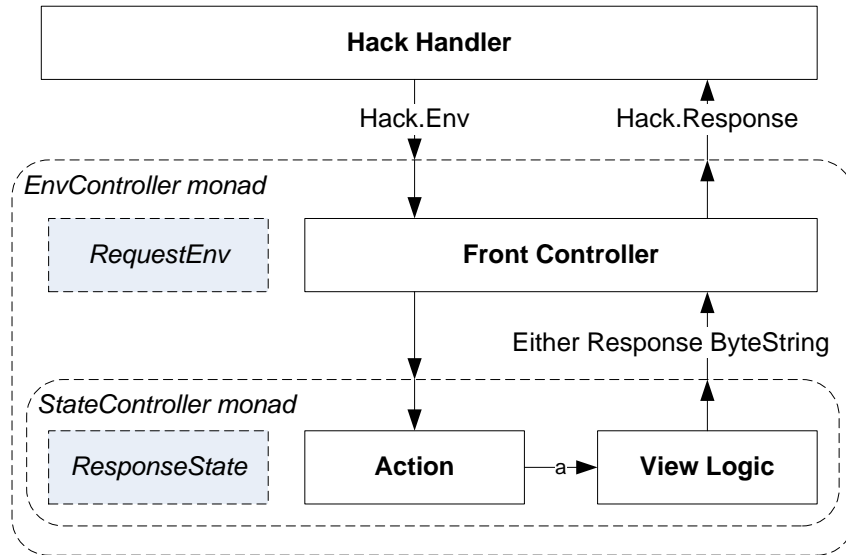 Hack Handler
Hack.Env
Hack.Response
EnvController monad
RequestEnv
Front Controller
Either Response ByteString
StateController monad
ResponseState
Action
a
View Logic